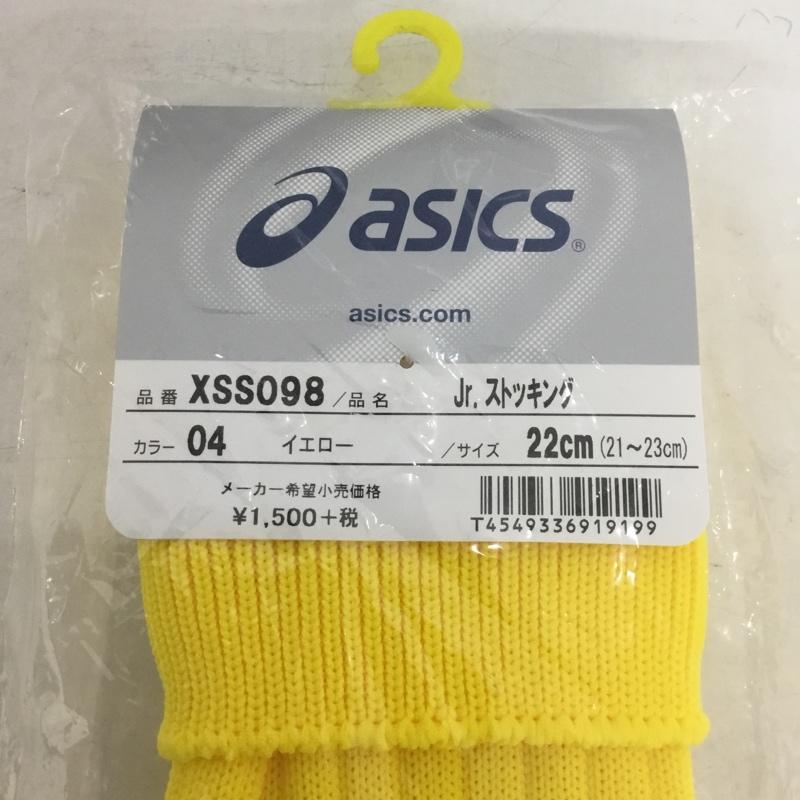 asics®
asics.com
品番 XSS098 /品名 Jr.ストッキング
カラー 04 イエロー /サイズ 22cm (21〜23cm)
メーカー希望小売価格
¥1,500+税
T4549336919199